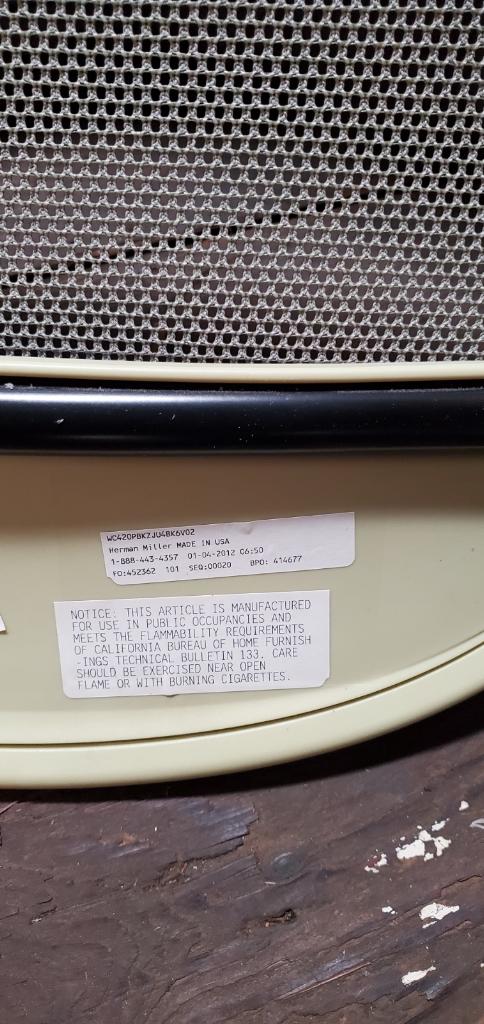 WC420PBKZJU4BK6V02
Herman Miller MADE IN USA
1-888-443-4357 01-04-2012 06:50
FO:452362 101 SEQ:00020 BPO: 414677
NOTICE: THIS ARTICLE IS MANUFACTURED
FOR USE IN PUBLIC OCCUPANCIES AND
MEETS THE FLAMMABILITY REQUIREMENTS
OF CALIFORNIA BUREAU OF HOME FURNISH
-INGS TECHNICAL BULLETIN 133. CARE
SHOULD BE EXERCISED NEAR OPEN
FLAME OR WITH BURNING CIGARETTES.